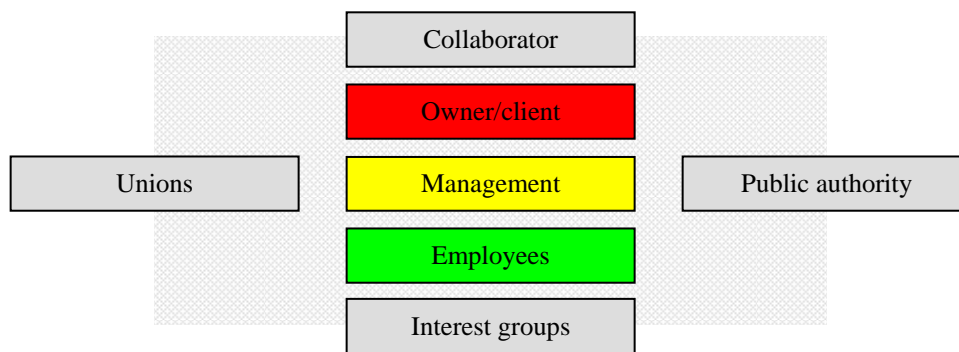 Collaborator
Owner/client
Unions
Management
Public authority
Employees
Interest groups